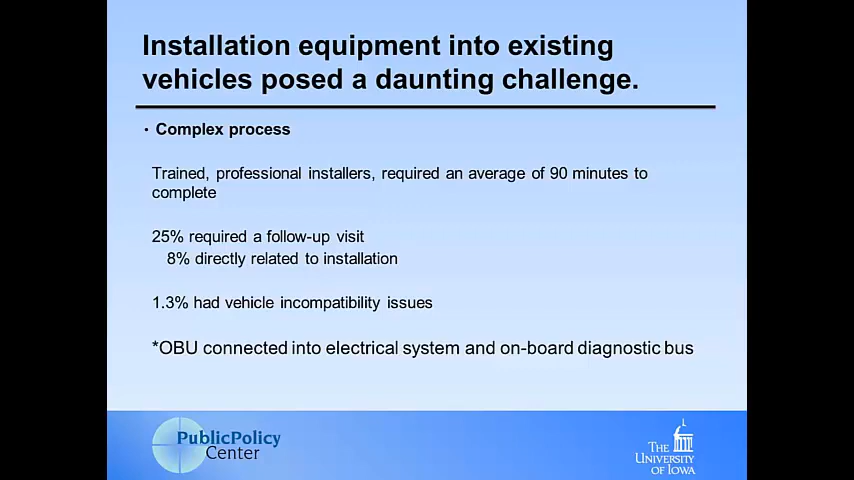 Installation equipment into existing
vehicles posed a daunting challenge.
• Complex process
Trained, professional installers, required an average of 90 minutes to
complete
25% required a follow-up visit
8% directly related to installation
1.3% had vehicle incompatibility issues
*OBU connected into electrical system and on-board diagnostic bus
PublicPolicy
Center
THE
UNIVERSITY
OF IOWA